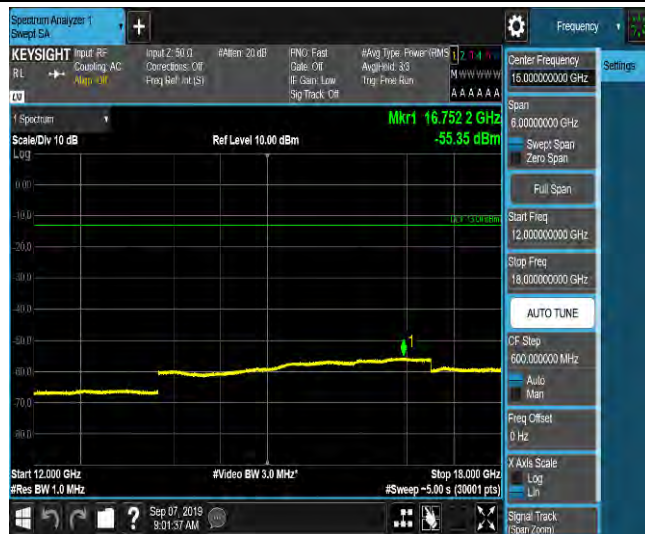 Spectrum Analyzer 1
Swept SA
Frequency
KEYSIGHT
RL
Input: RF
Coupling: AC
Align: Off
Input Z: 50 Ω
Corrections: Off
Freq Ref: Int (S)
#Atten: 20 dB
PNO: Fast
Gate: Off
IF Gain: Low
Sig Track: Off
#Avg Type: Power (RMS
Avg|Hold: 3/3
Trig: Free Run
1 2 3 4 5 6
M W W W W W
A A A A A A
LW
1 Spectrum
Scale/Div 10 dB
Ref Level 10.00 dBm
Mkr1 16.752 2 GHz
-55.35 dBm
Log
0.00
-10.0
-20.0
-30.0
-40.0
-50.0
-60.0
-70.0
-80.0
1
Start 12.000 GHz
#Video BW 3.0 MHz*
Stop 18.000 GHz
#Res BW 1.0 MHz
#Sweep ~5.00 s (30001 pts)
Sep 07, 2019
9:01:37 AM
Center Frequency
15.000000000 GHz
Settings
Span
6.00000000 GHz
Swept Span
Zero Span
Full Span
Start Freq
12.000000000 GHz
Stop Freq
18.000000000 GHz
AUTO TUNE
CF Step
600.000000 MHz
Auto
Man
Freq Offset
0 Hz
X Axis Scale
Log
Lin
Signal Track
(Span Zoom)